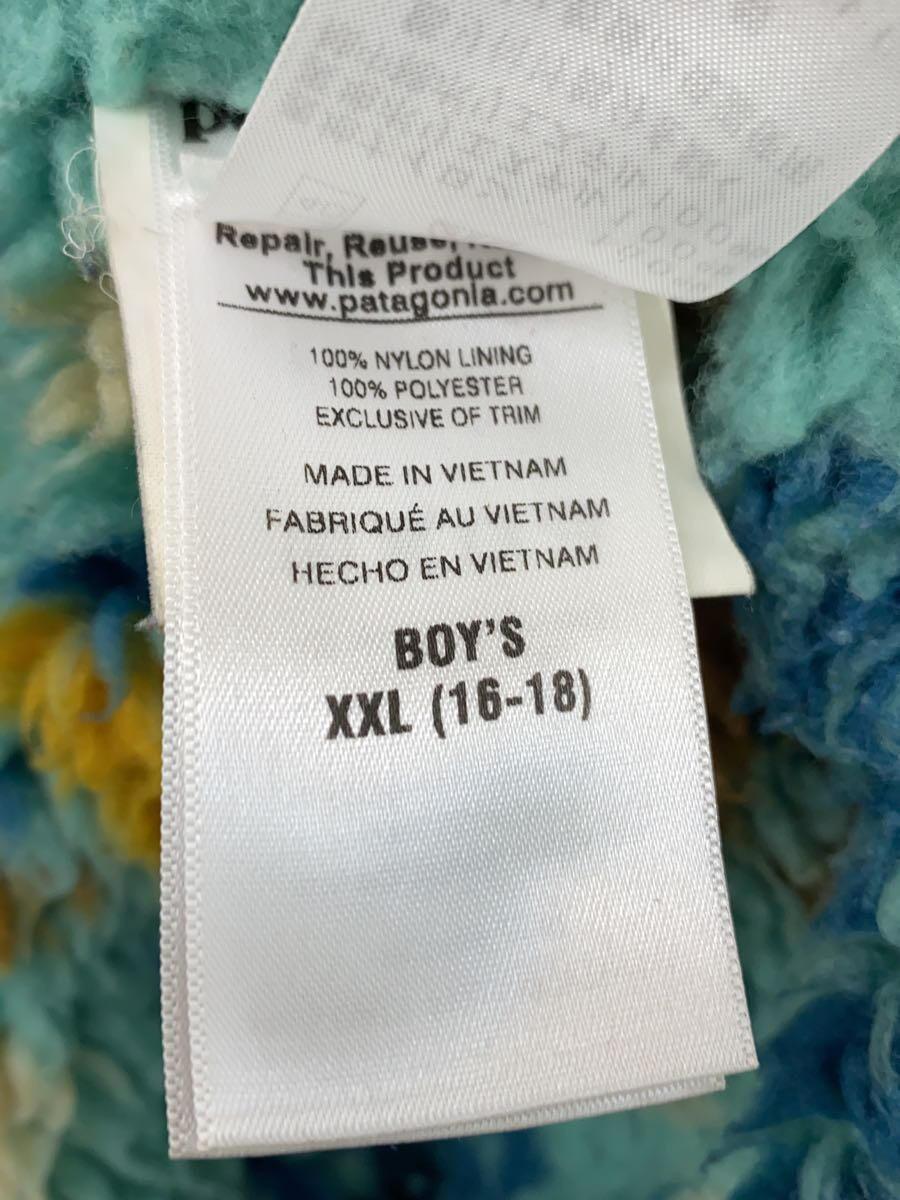 Repair, Reuse,
This Product
www.patagonia.com
100% NYLON LINING
100% POLYESTER
EXCLUSIVE OF TRIM
MADE IN VIETNAM
FABRIQUÉ AU VIETNAM
HECHO EN VIETNAM
BOY'S
XXL (16-18)